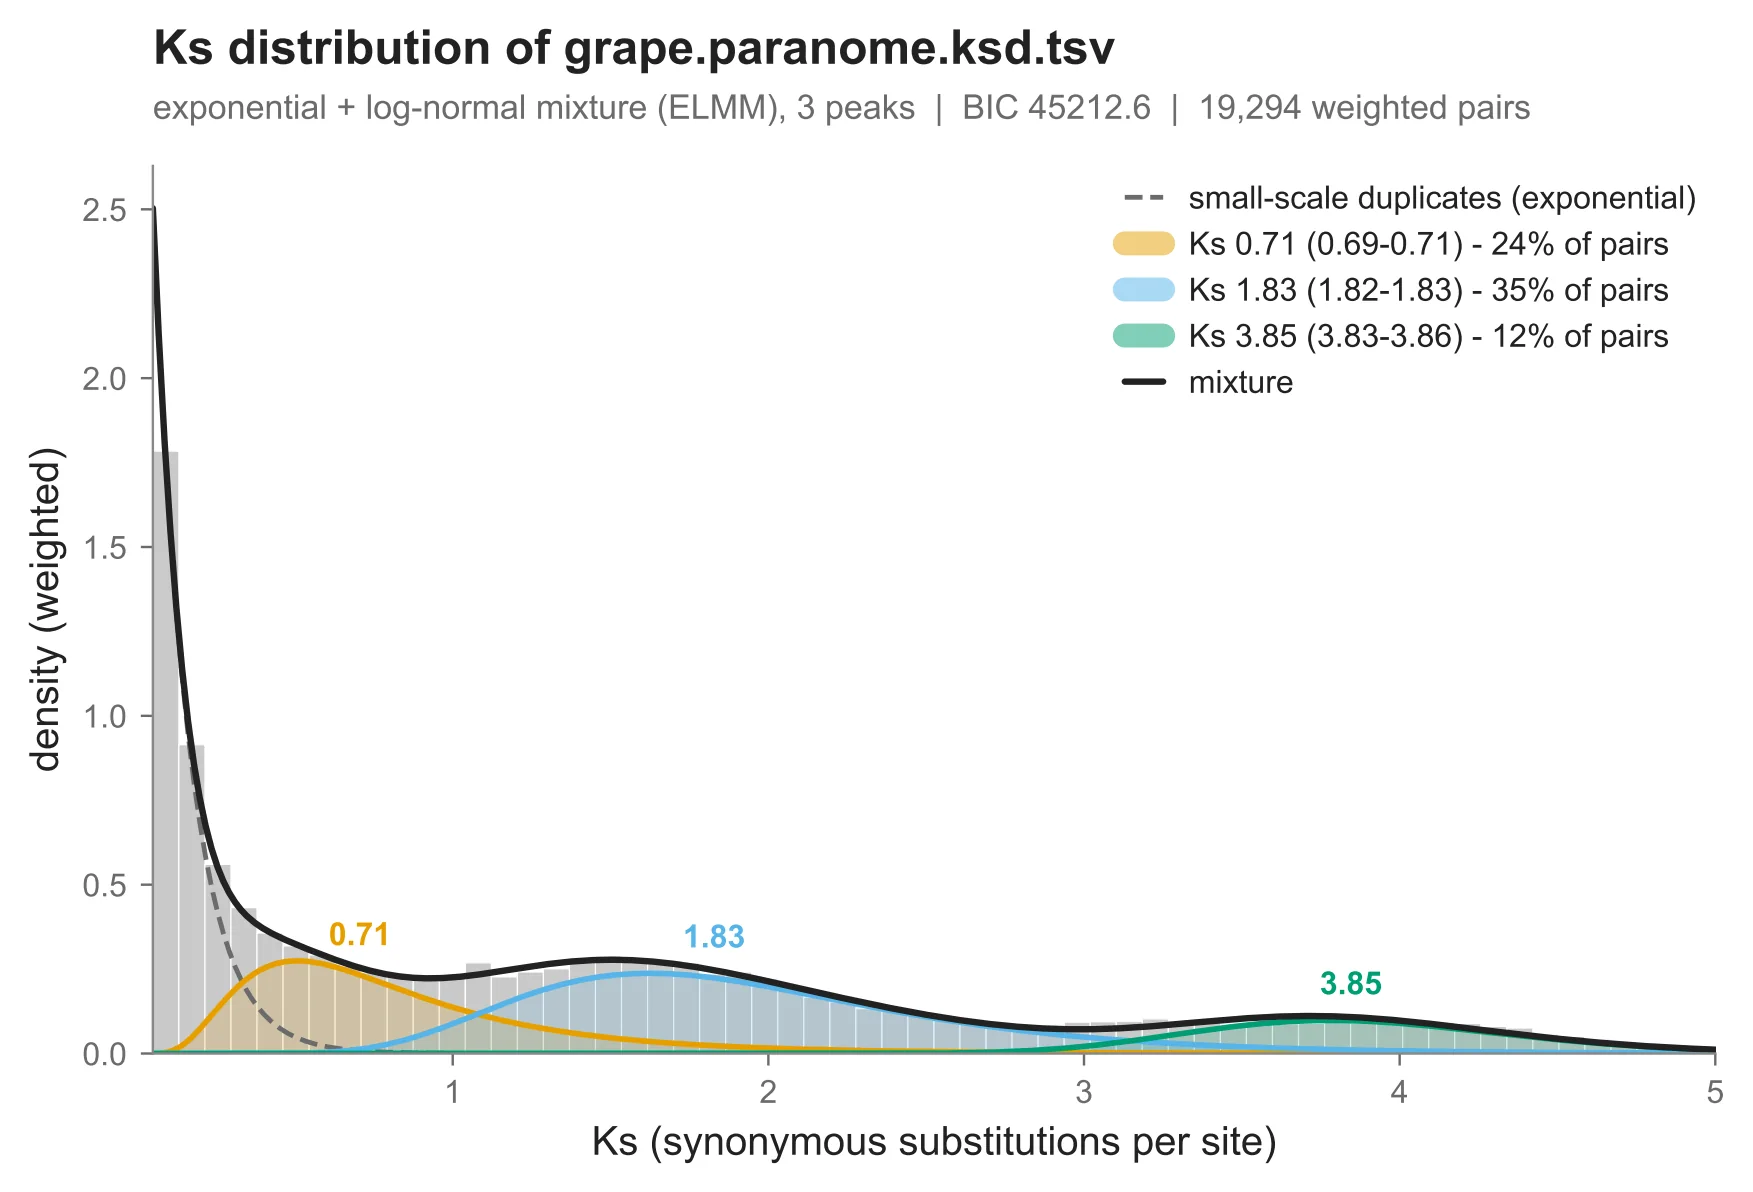 Ks distribution of grape.paranome.ksd.tsv
exponential + log-normal mixture (ELMM), 3 peaks | BIC 45212.6 | 19,294 weighted pairs
small-scale duplicates (exponential)
Ks 0.71 (0.69-0.71) - 24% of pairs
Ks 1.83 (1.82-1.83) - 35% of pairs
Ks 3.85 (3.83-3.86) - 12% of pairs
mixture
density (weighted)
2.5
2.0
1.5
1.0
0.5
0.0
0.71
1.83
3.85
1 2 3 4 5
Ks (synonymous substitutions per site)